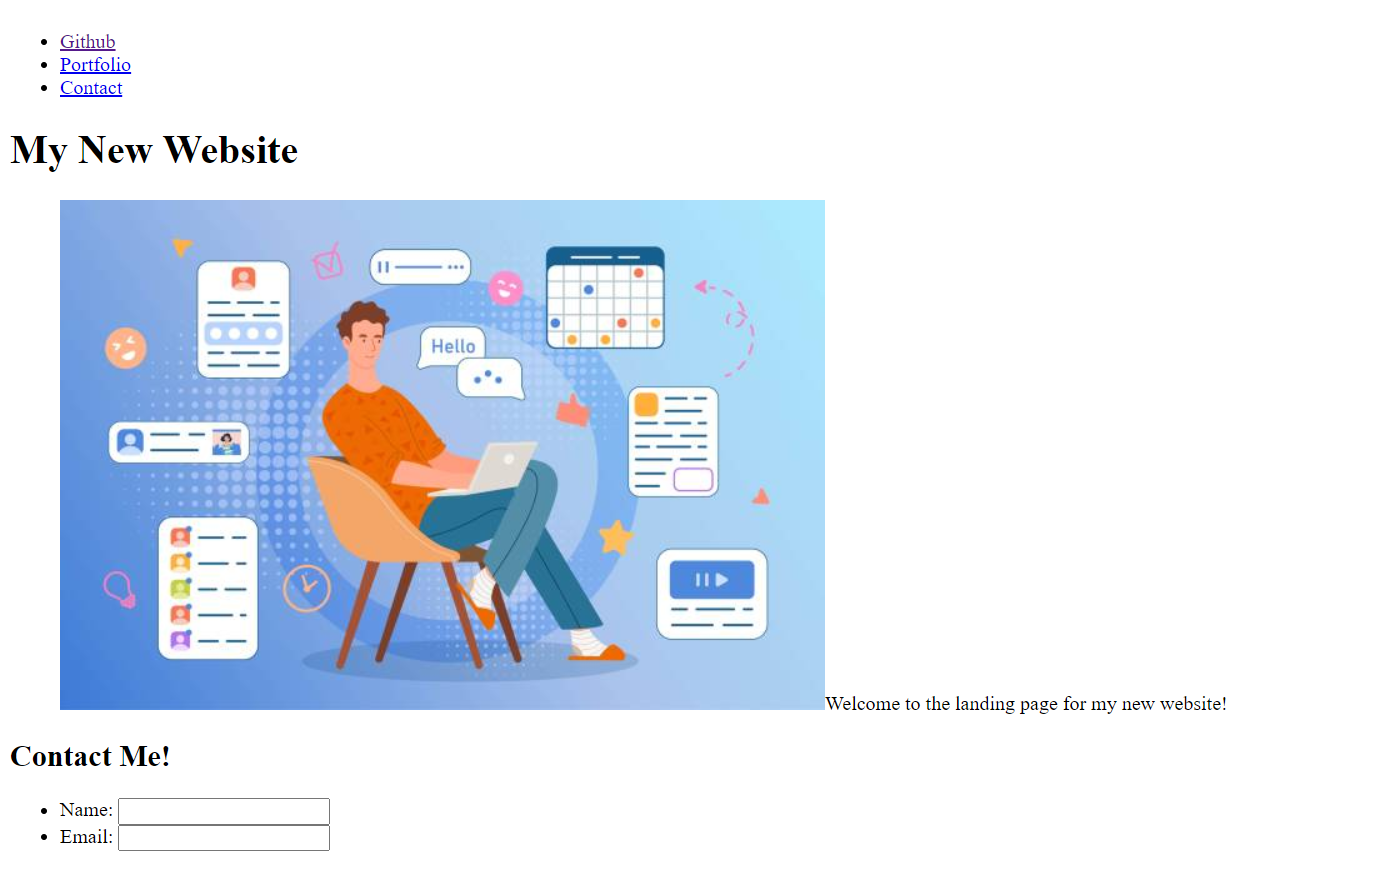 Github
Portfolio
Contact
My New Website
Hello
Welcome to the landing page for my new website!
Contact Me!
Name:
Email: